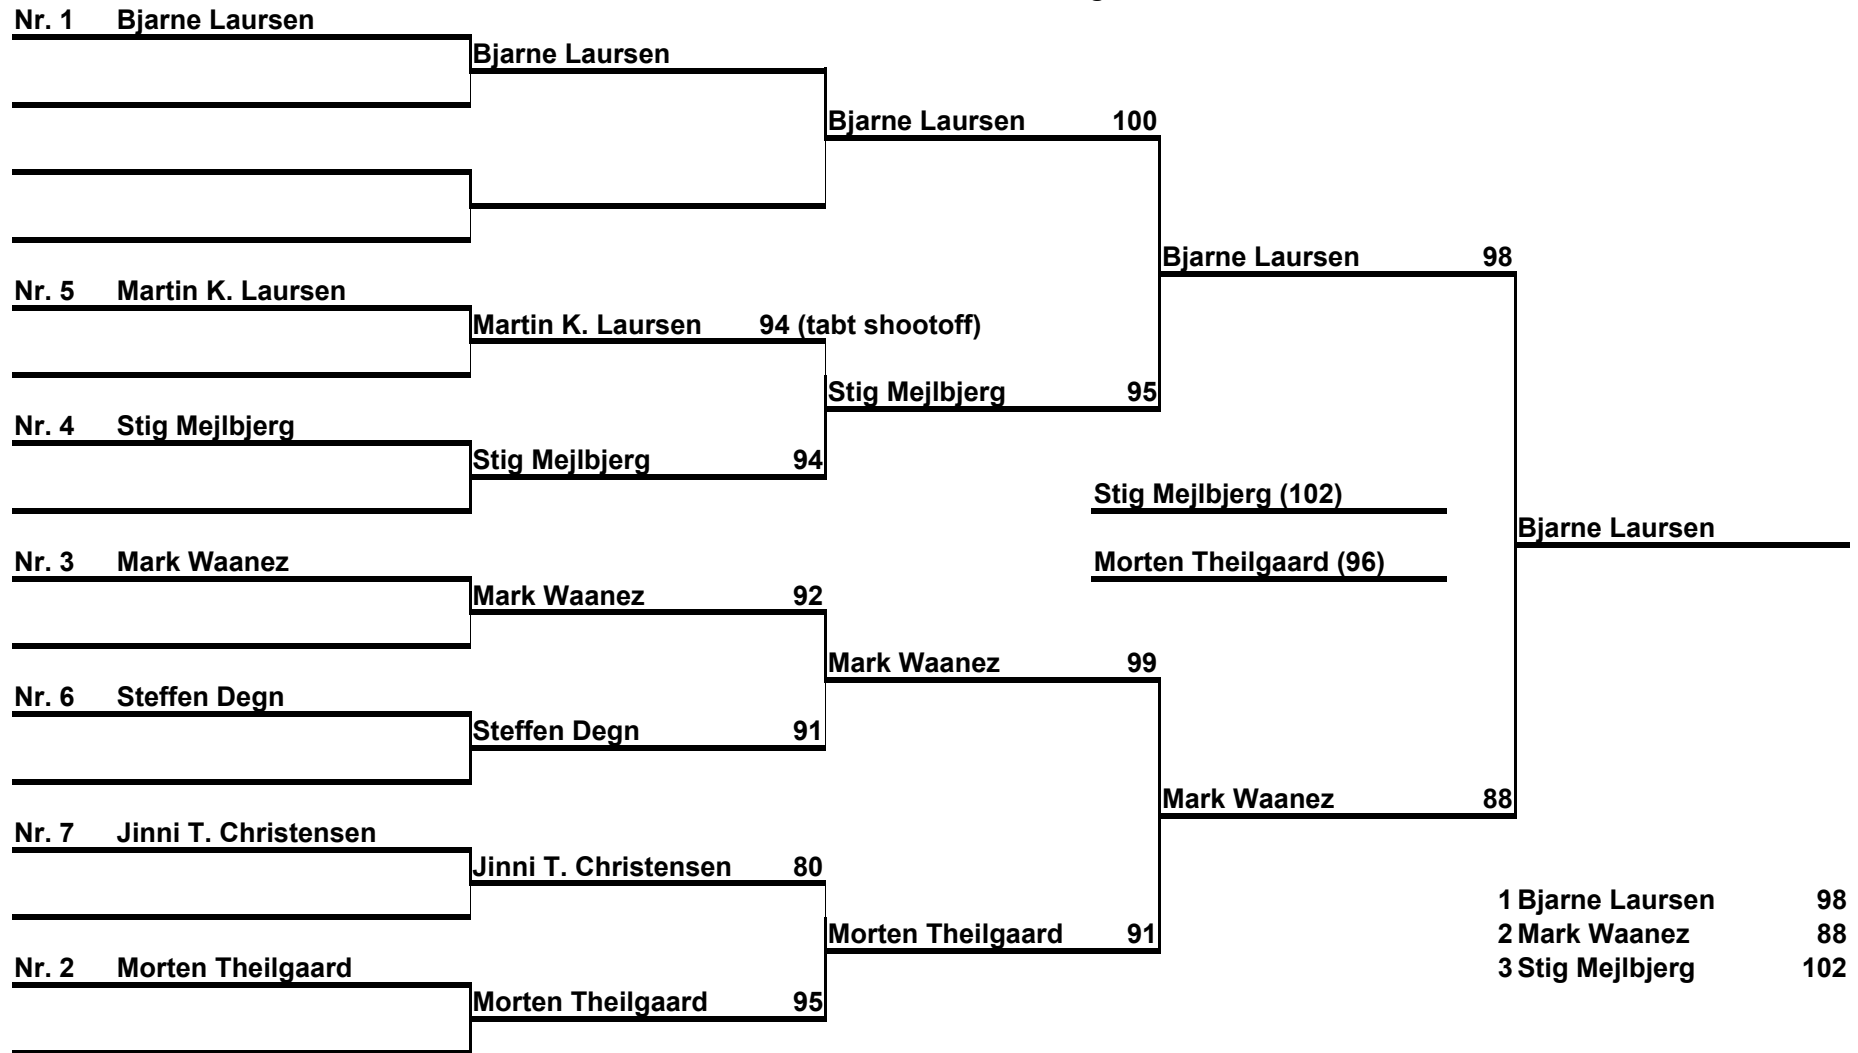 Nr. 1 Bjarne Laursen
Bjarne Laursen
Bjarne Laursen 100
Bjarne Laursen 98
Nr. 5 Martin K. Laursen
Martin K. Laursen 94 (tabt shootoff)
Stig Mejlbjerg 95
Nr. 4 Stig Mejlbjerg
Stig Mejlbjerg 94
Stig Mejlbjerg (102)
Bjarne Laursen
Nr. 3 Mark Waanez
Morten Theilgaard (96)
Mark Waanez 92
Mark Waanez 99
Nr. 6 Steffen Degn
Steffen Degn 91
Mark Waanez 88
Nr. 7 Jinni T. Christensen
Jinni T. Christensen 80
1 Bjarne Laursen 98
Morten Theilgaard 91
2 Mark Waanez 88
Nr. 2 Morten Theilgaard
3 Stig Mejlbjerg 102
Morten Theilgaard 95